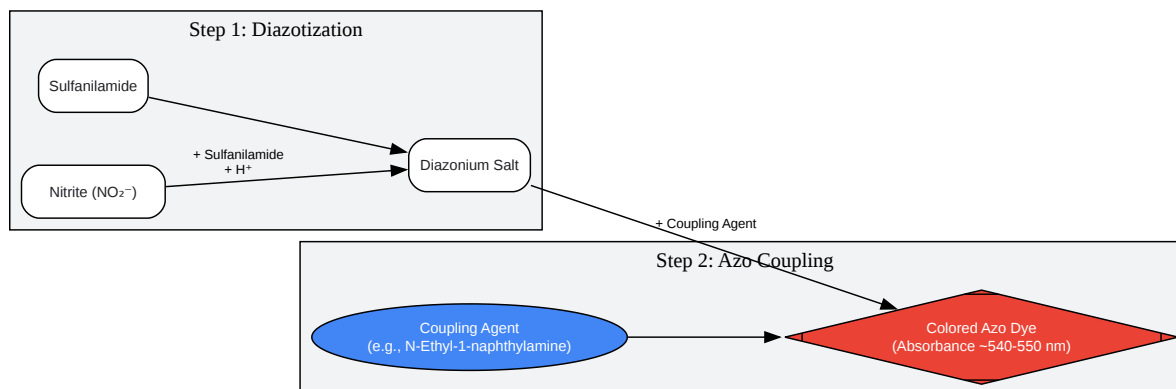 Step 1: Diazotization
Sulfanilamide
+ Sulfanilamide
+ H⁺
Nitrite (NO₂⁻)
Diazonium Salt
+ Coupling Agent
Step 2: Azo Coupling
Coupling Agent
(e.g., N-Ethyl-1-naphthylamine)
Colored Azo Dye
(Absorbance ~540-550 nm)